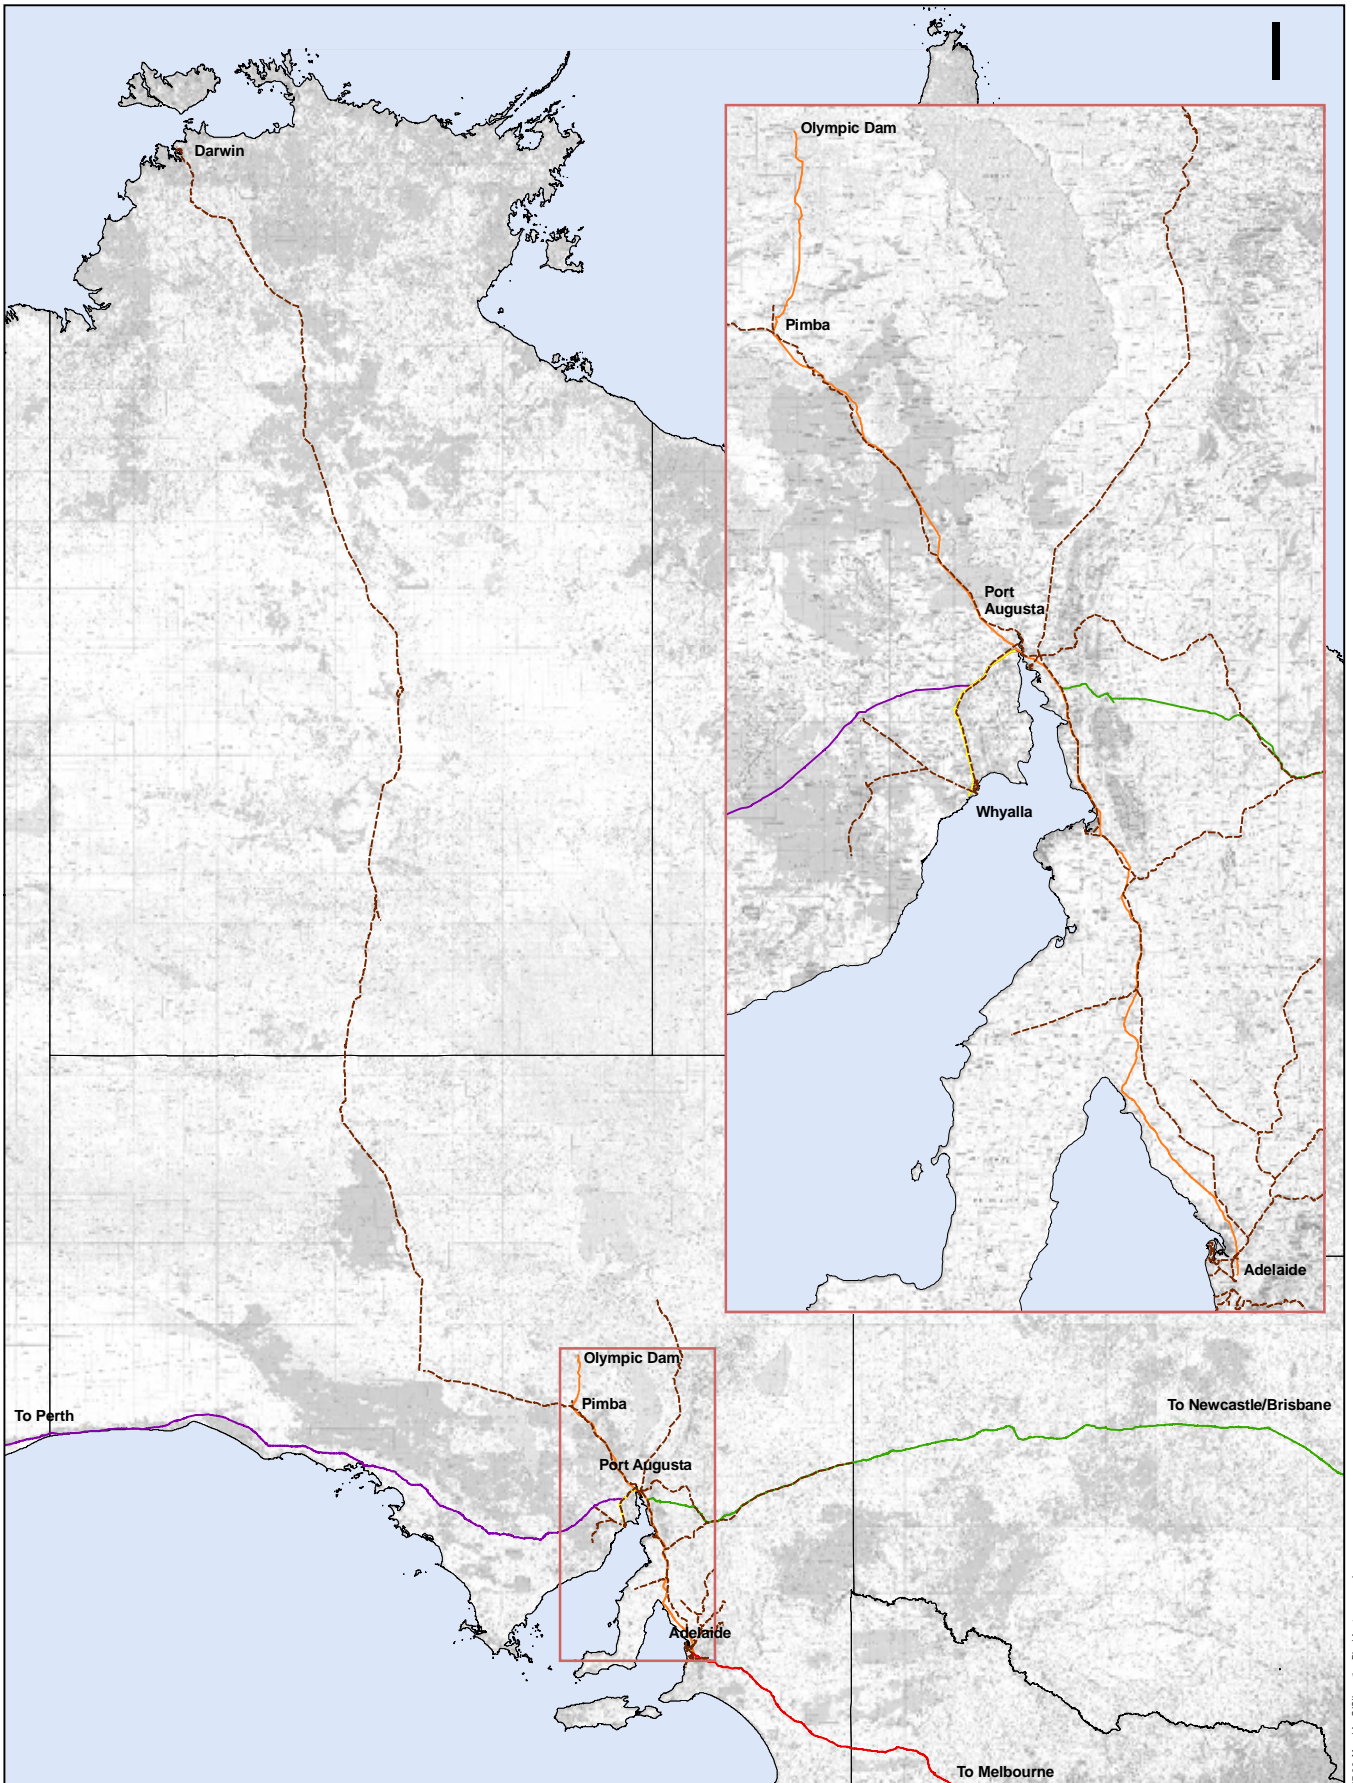 Darwin
Olympic Dam
Pimba
Port
Augusta
Whyalla
Adelaide
Olympic Dam
Pimba
To Perth
To Newcastle/Brisbane
Port Augusta
Adelaide
To Melbourne